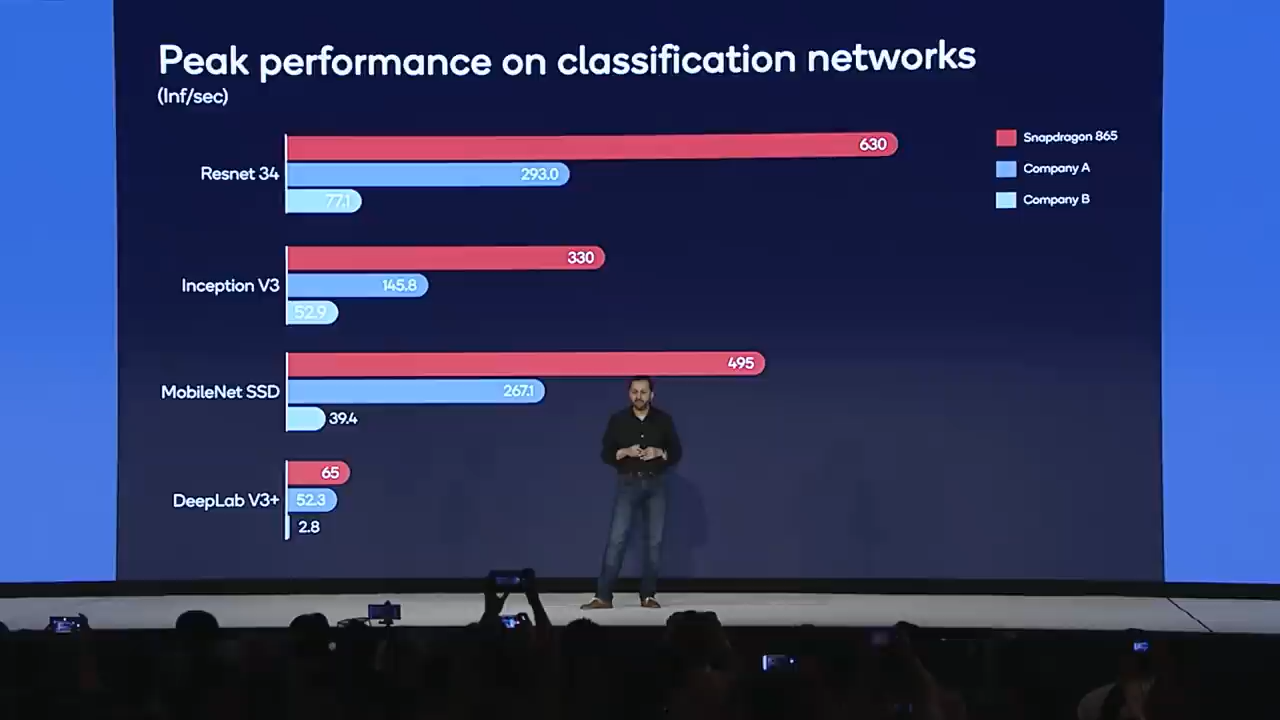 Peak performance on classification networks
(Inf/sec)
Snapdragon 865
Company A
Company B
Resnet 34
630
293.0
77.1
Inception V3
330
145.8
52.9
MobileNet SSD
495
267.1
39.4
DeepLab V3+
65
52.3
2.8